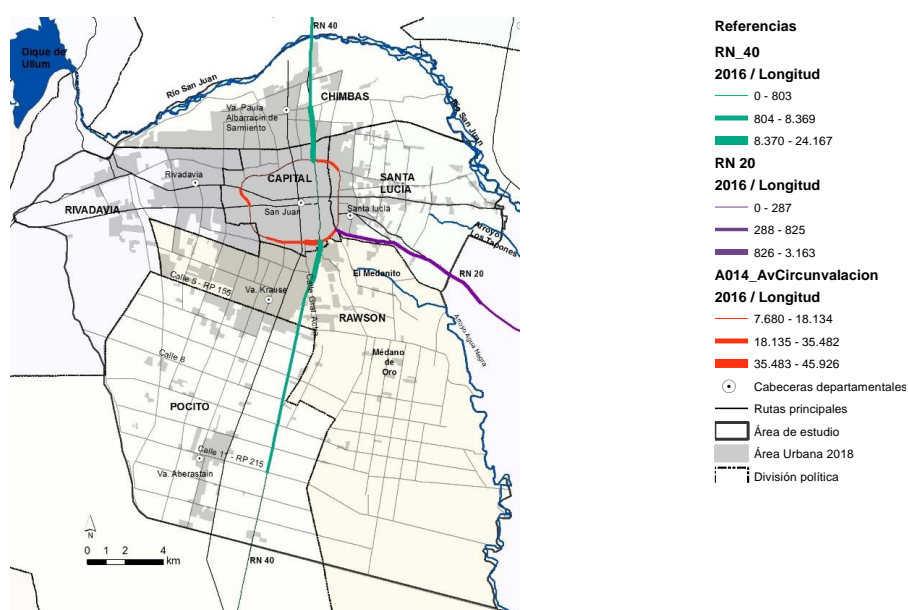 RN 40
Dique de
Ullum
Río San Juan
CHIMBAS
Río San Juan
Va. Paula
Albarracín de
Sarmiento
Rivadavia
CAPITAL
SANTA
LUCÍA
RIVADAVIA
San Juan
Santa lucía
Arroyo
Los Tapones
RN 20
El Medanito
Calle 5 - RP 155
Va. Krause
Calle Gral. Acha
RAWSON
Arroyo Agua Negra
Médano
de
Oro
Calle 8
POCITO
Calle 1 - RP 215
Va. Aberastain
N
0 1 2 4
km
RN 40
Referencias
RN_40
2016 / Longitud
0 - 803
804 - 8.369
8.370 - 24.167
RN 20
2016 / Longitud
0 - 287
288 - 825
826 - 3.163
A014_AvCircunvalacion
2016 / Longitud
7.680 - 18.134
18.135 - 35.482
35.483 - 45.926
Cabeceras departamentales
Rutas principales
Área de estudio
Área Urbana 2018
División política